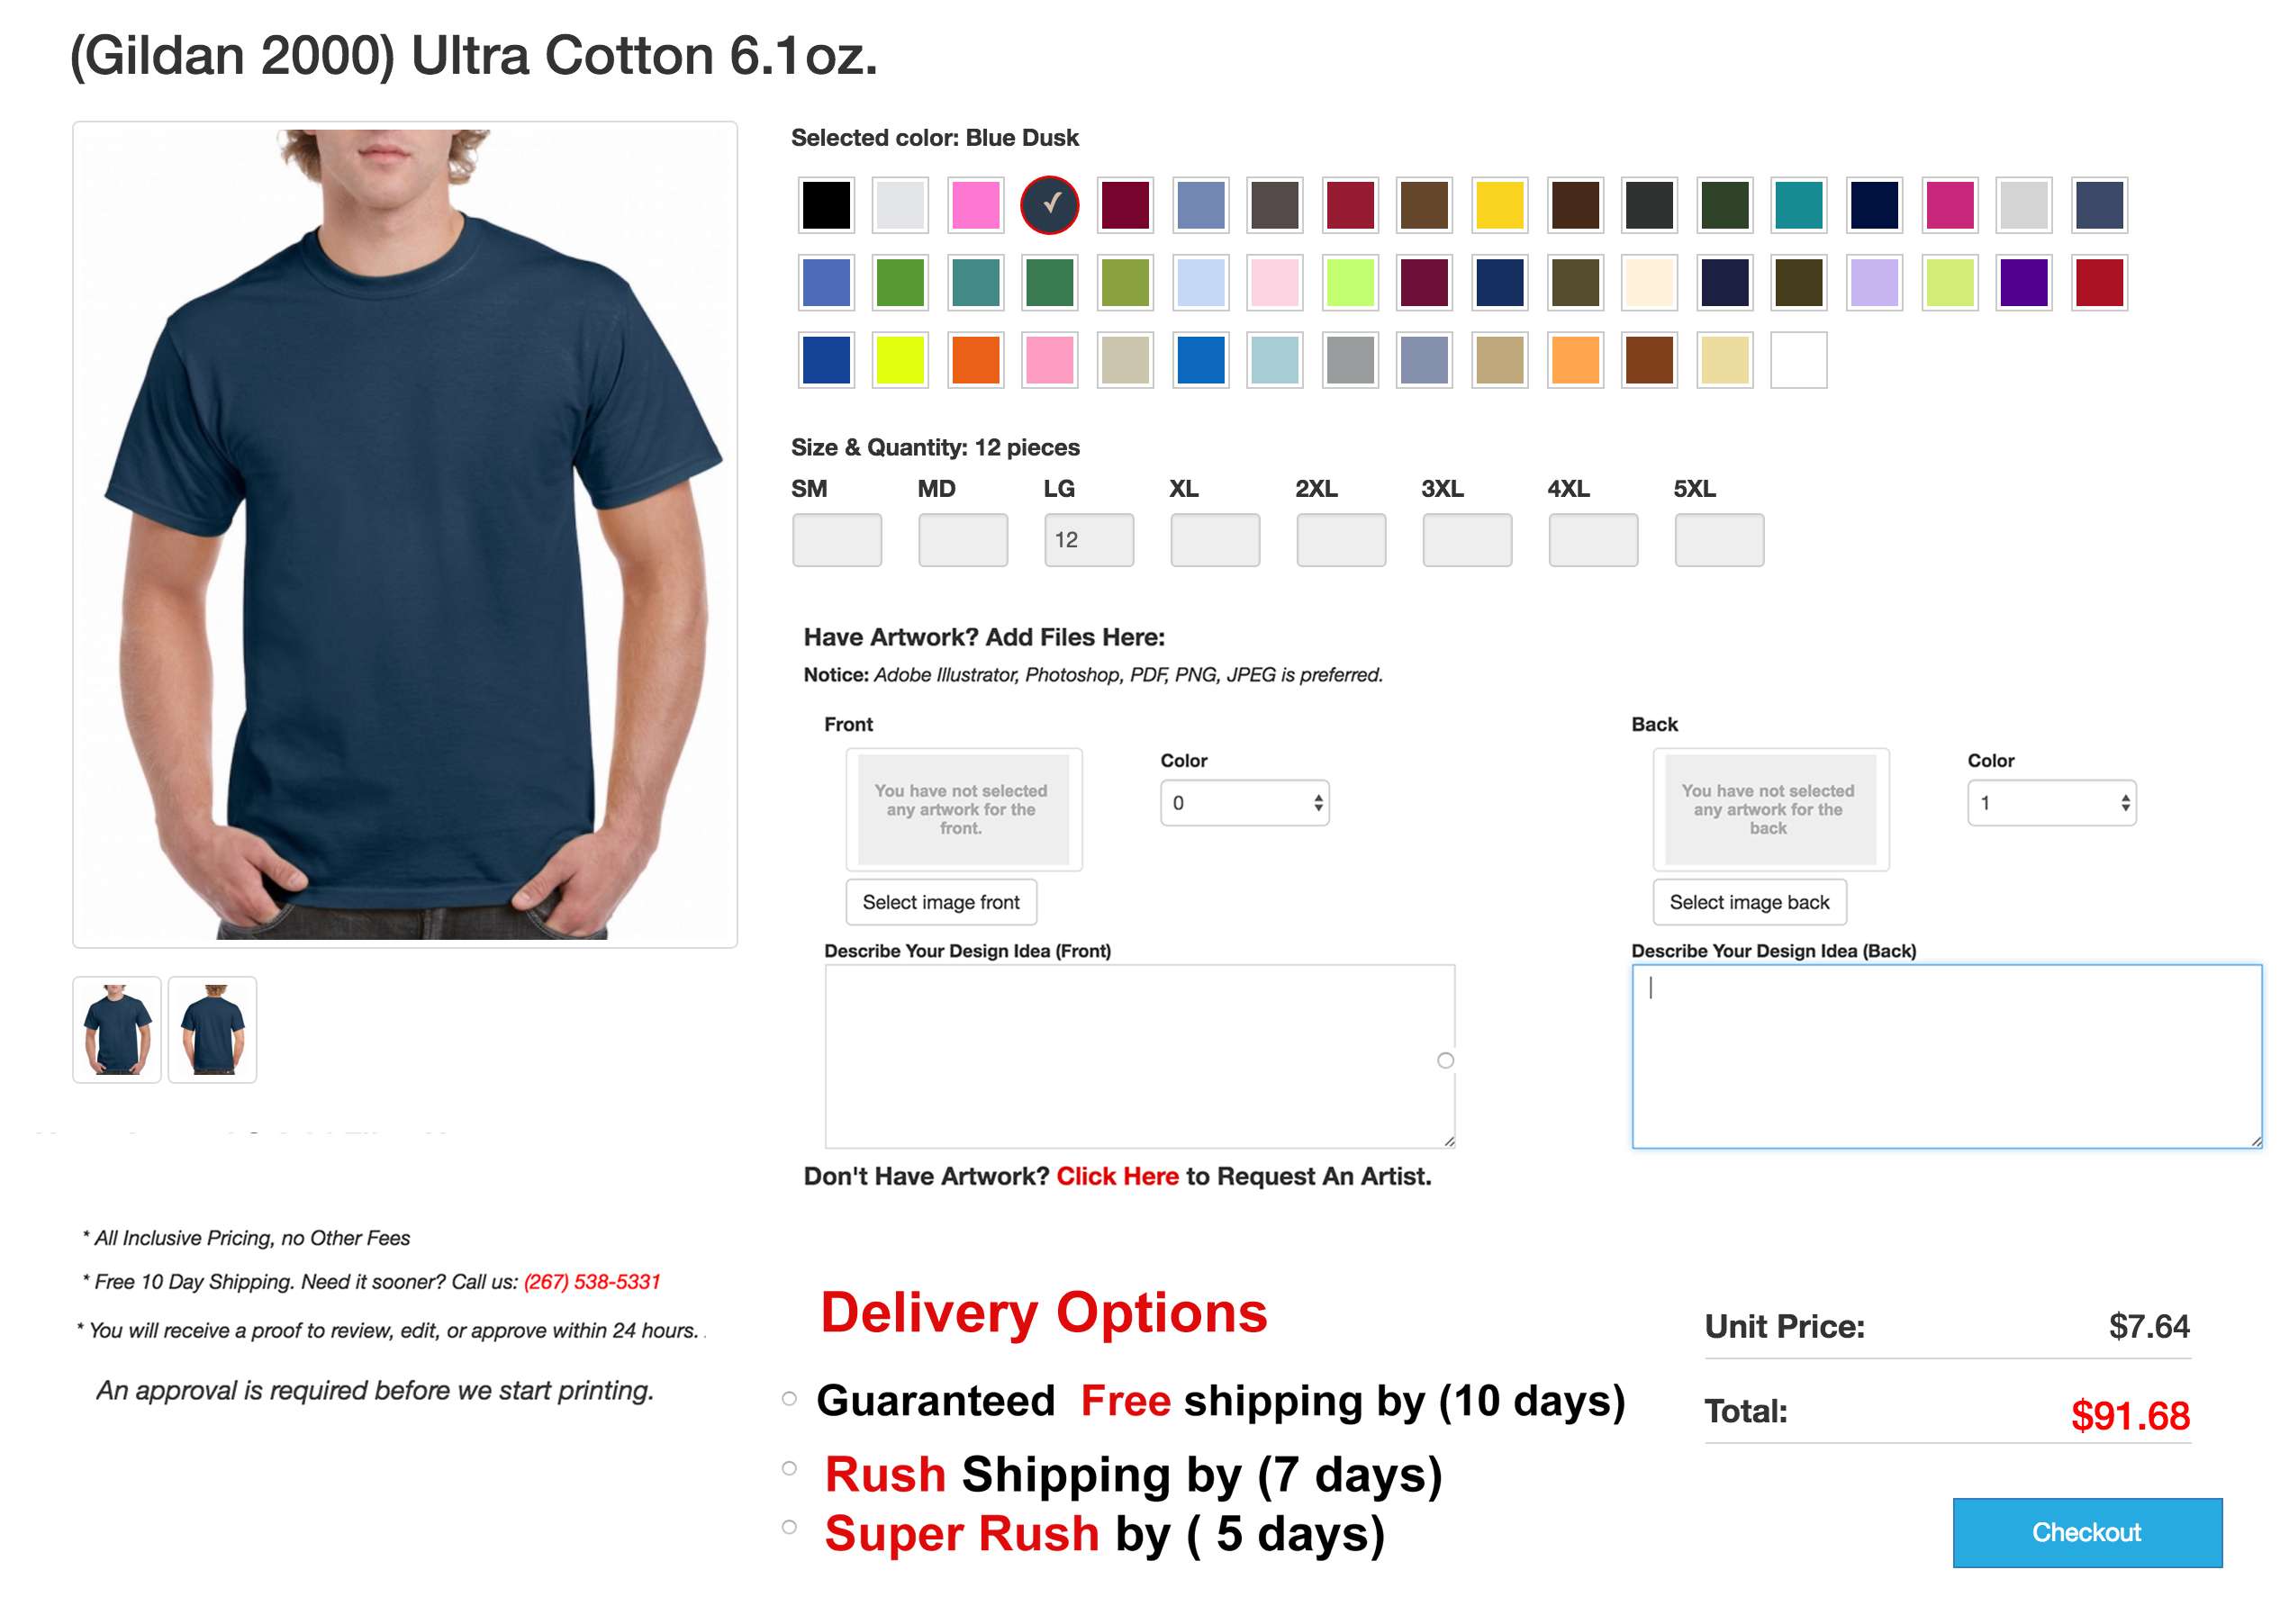 (Gildan 2000) Ultra Cotton 6.1oz.
Selected color: Blue Dusk
Size & Quantity: 12 pieces
SM MD LG XL 2XL 3XL 4XL 5XL
12
Have Artwork? Add Files Here:
Notice: Adobe Illustrator, Photoshop, PDF, PNG, JPEG is preferred.
Front
You have not selected
any artwork for the
front.
Color
0
Select image front
Describe Your Design Idea (Front)
Back
You have not selected
any artwork for the
back
Color
1
Select image back
Describe Your Design Idea (Back)
Don't Have Artwork? Click Here to Request An Artist.
* All Inclusive Pricing, no Other Fees
* Free 10 Day Shipping. Need it sooner? Call us: (267) 538-5331
* You will receive a proof to review, edit, or approve within 24 hours. .
An approval is required before we start printing.
Delivery Options
Guaranteed Free shipping by (10 days)
Rush Shipping by (7 days)
Super Rush by ( 5 days)
Unit Price: $7.64
Total: $91.68
Checkout